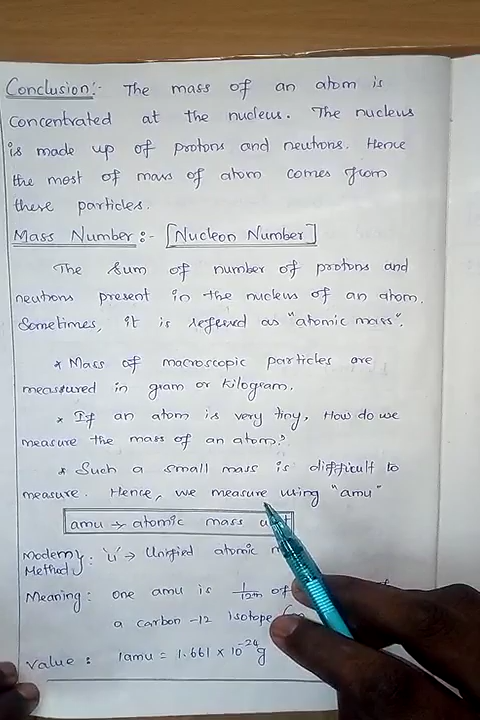 Conclusion:- The mass of an atom is
concentrated at the nucleus. The nucleus
is made up of protons and neutrons. Hence
the most of mass of atom comes from
these particles.
Mass Number:- [Nucleon Number]
The sum of number of protons and
neutrons present in the nucleus of an atom.
Sometimes, it is refered as "atomic mass".
* Mass of macroscopic particles are
measured in gram or kilogram.
* If an atom is very tiny, How do we
measure the mass of an atom?
* Such a small mass is difficult to
measure. Hence, we measure using "amu"
amu → atomic mass unit
Modern Method}: 'u' → Unified atomic
Meaning: one amu is 1/12th of
a carbon-12 Isotope
Value: 1amu = 1.661 × 10⁻²⁴g